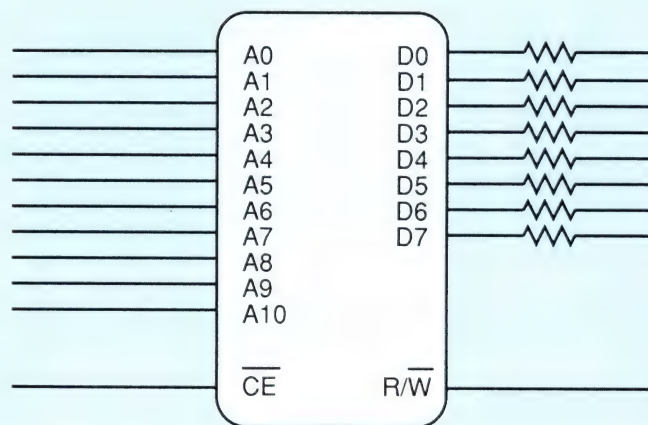 A0 D0
A1 D1
A2 D2
A3 D3
A4 D4
A5 D5
A6 D6
A7 D7
A8
A9
A10
C̅E̅ R/W̅